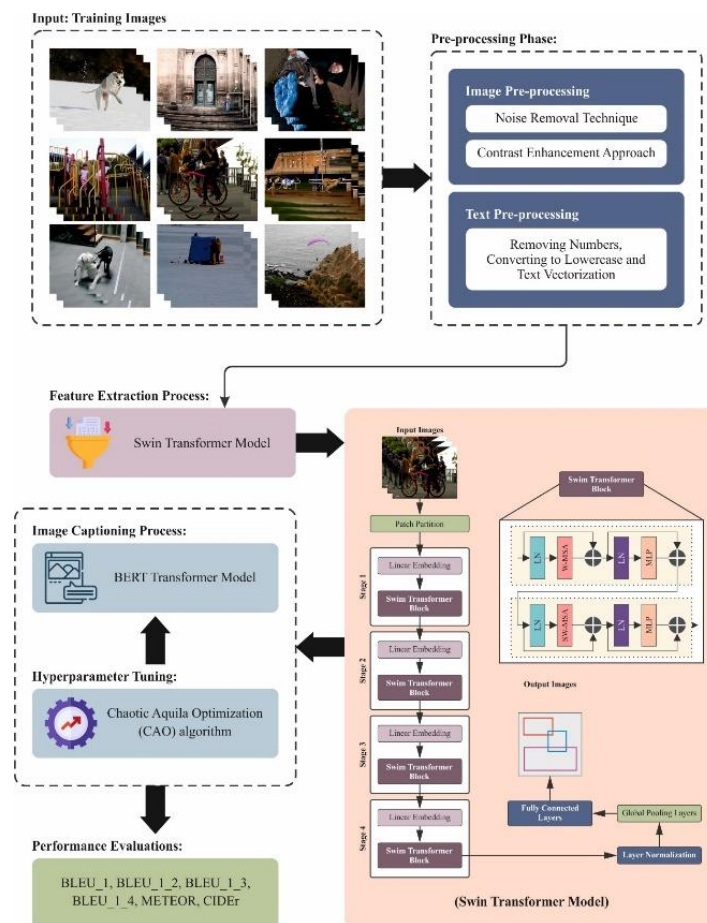 Input: Training Images
Pre-processing Phase:
Image Pre-processing
Noise Removal Technique
Contrast Enhancement Approach
Text Pre-processing
Removing Numbers,
Converting to Lowercase and
Text Vectorization
Feature Extraction Process:
Swin Transformer Model
Image Captioning Process:
BERT Transformer Model
Hyperparameter Tuning:
Chaotic Aquila Optimization
(CAO) algorithm
Performance Evaluations:
BLEU_1, BLEU_1_2, BLEU_1_3,
BLEU_1_4, METEOR, CIDEr
Input Images
Patch Partition
Stage 1
Linear Embedding
Swim Transformer
Block
Stage 2
Linear Embedding
Swim Transformer
Block
Stage 3
Linear Embedding
Swim Transformer
Block
Stage 4
Linear Embedding
Swim Transformer
Block
Swim Transformer
Block
LN
W-MSA
LN
MLP
LN
SW-MSA
LN
MLP
Output Images
Fully Connected
Layers
Global Pooling Layers
Layer Normalization
(Swin Transformer Model)